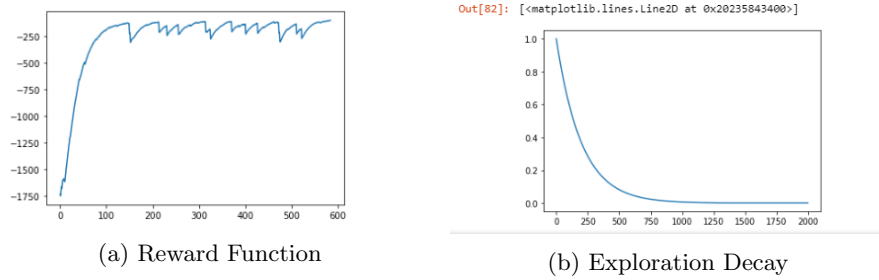 −250
−500
−750
−1000
−1250
−1500
−1750
0 100 200 300 400 500 600
(a) Reward Function
Out[82]: [<matplotlib.lines.Line2D at 0x20235843400>]
1.0
0.8
0.6
0.4
0.2
0.0
0 250 500 750 1000 1250 1500 1750 2000
(b) Exploration Decay